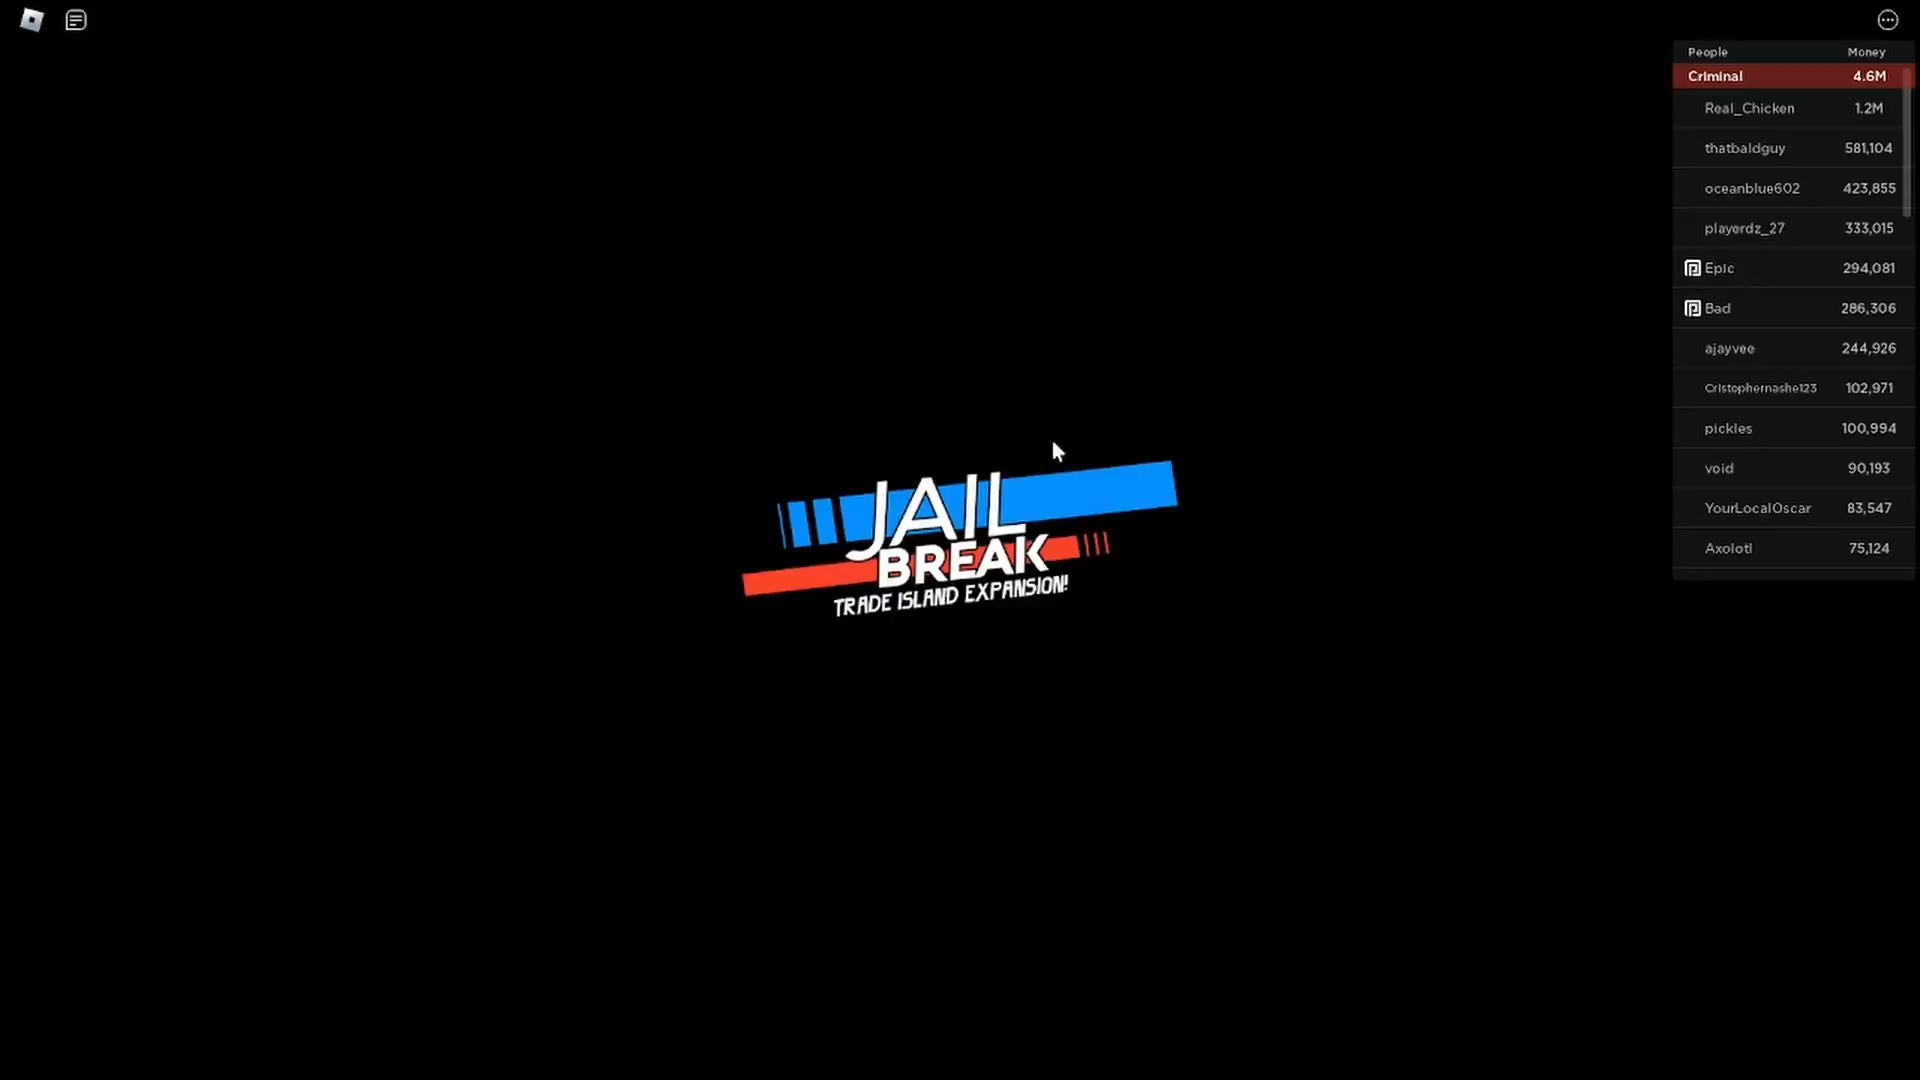 People Money
Criminal 4.6M
Real_Chicken 1.2M
thatbaldguy 581,104
oceanblue602 423,855
playerdz_27 333,015
Epic 294,081
Bad 286,306
ajayvee 244,926
Cristophernashe123 102,971
pickles 100,994
void 90,193
YourLocalOscar 83,547
Axolotl 75,124
JAIL
BREAK
TRADE ISLAND EXPANSION!